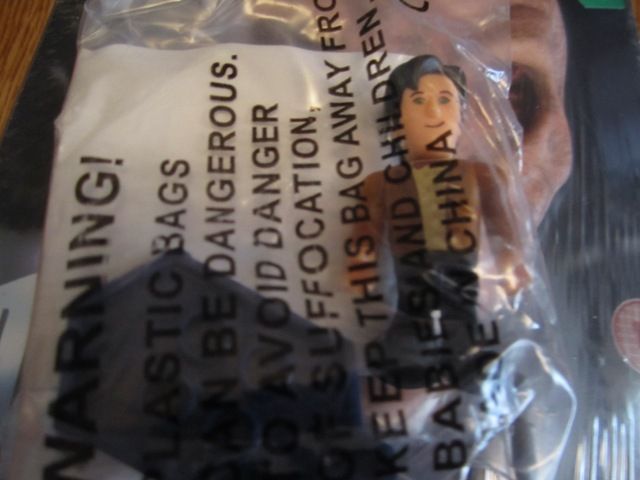 WARNING!
PLASTIC BAGS
CAN BE DANGEROUS.
TO AVOID DANGER
OF SUFFOCATION,
KEEP THIS BAG AWAY FROM
BABIES AND CHILDREN.
MADE IN CHINA